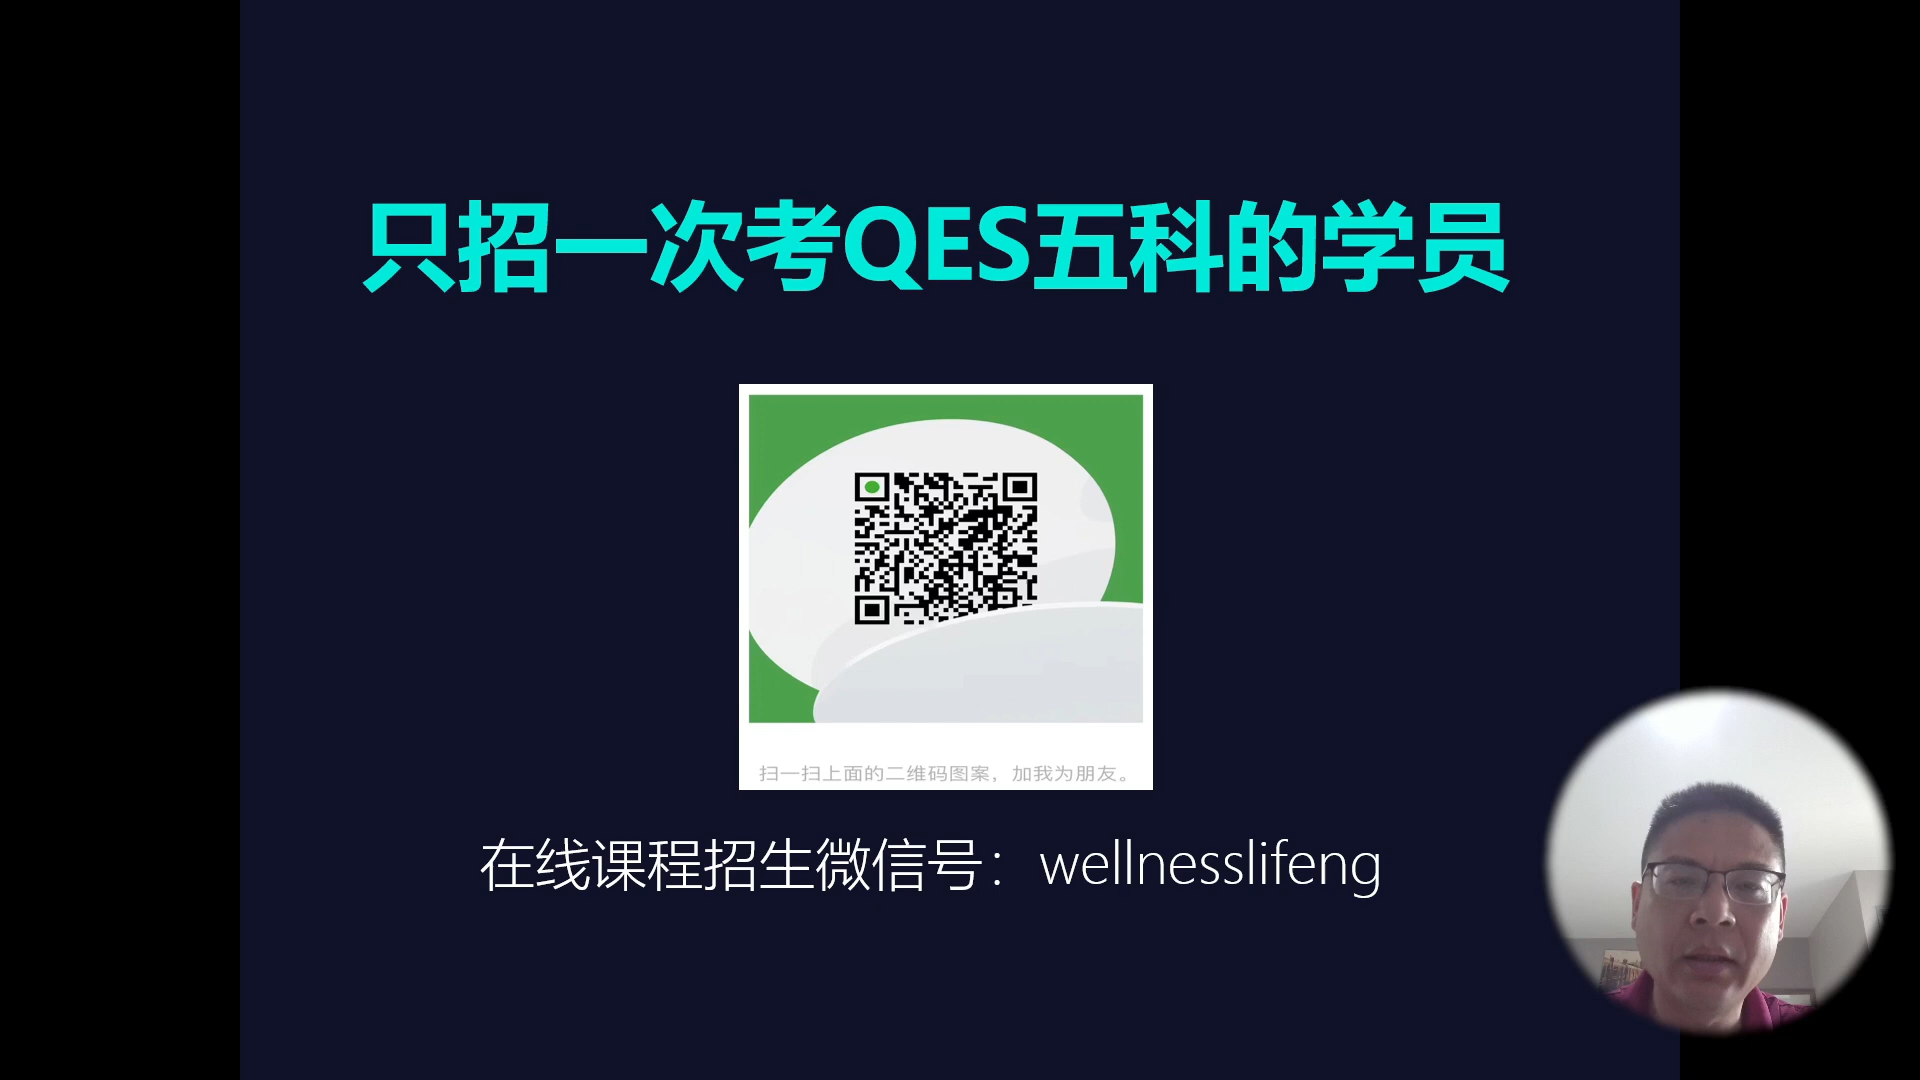 只招一次考QES五科的学员
扫一扫上面的二维码图案，加我为朋友。
在线课程招生微信号：wellnesslifeng